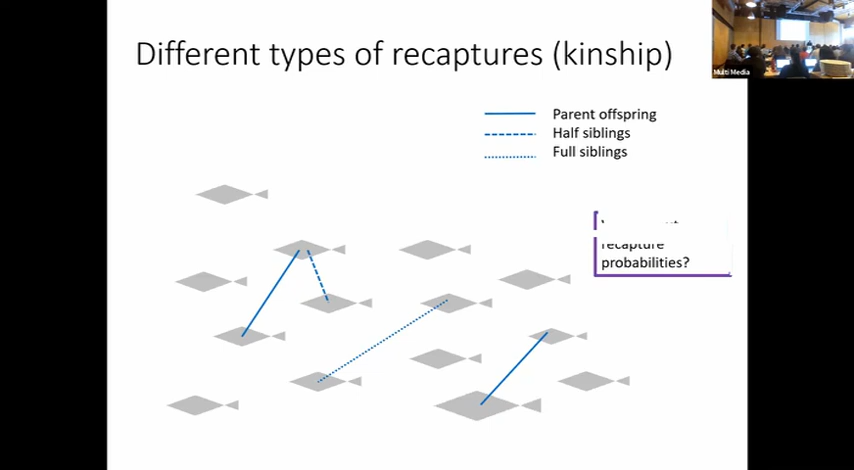 Different types of recaptures (kinship)
Multi Media
Parent offspring
Half siblings
Full siblings
recapture
probabilities?